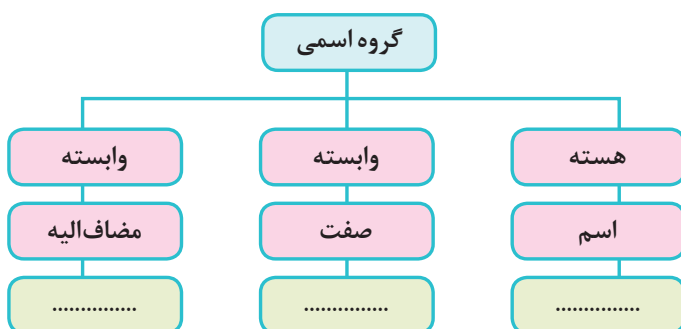 گروه اسمی
هسته وابسته وابسته
اسم صفت مضاف‌الیه
............... ............... ...............